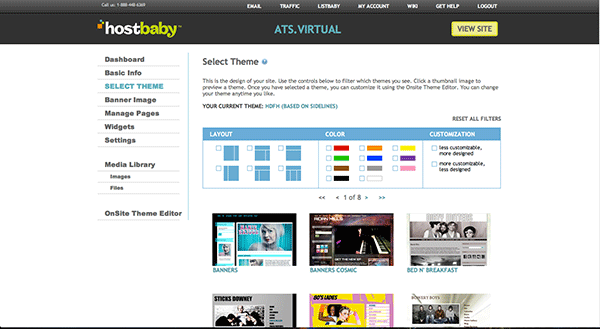 Call us: 1-888-448-6369
EMAIL TRAFFIC LISTBABY MY ACCOUNT WIKI GET HELP LOGOUT
hostbaby
ATS.VIRTUAL
VIEW SITE
Dashboard
Basic Info
SELECT THEME
Banner Image
Manage Pages
Widgets
Settings
Media Library
Images
Files
OnSite Theme Editor
Select Theme
This is the design of your site. Use the controls below to filter which themes you see. Click a thumbnail image to
preview a theme. Once you have selected a theme, you can customize it using the Onsite Theme Editor. You can
change your theme anytime you like.
YOUR CURRENT THEME: HDFH (BASED ON SIDELINES)
RESET ALL FILTERS
LAYOUT COLOR CUSTOMIZATION
less customizable,
more designed
more customizable,
less designed
<< < 1 of 8 > >>
BANNERS
BANNERS COSMIC
BED N' BREAKFAST
STICKS DOWNEY
80'S LADIES
BOWERY BOYS